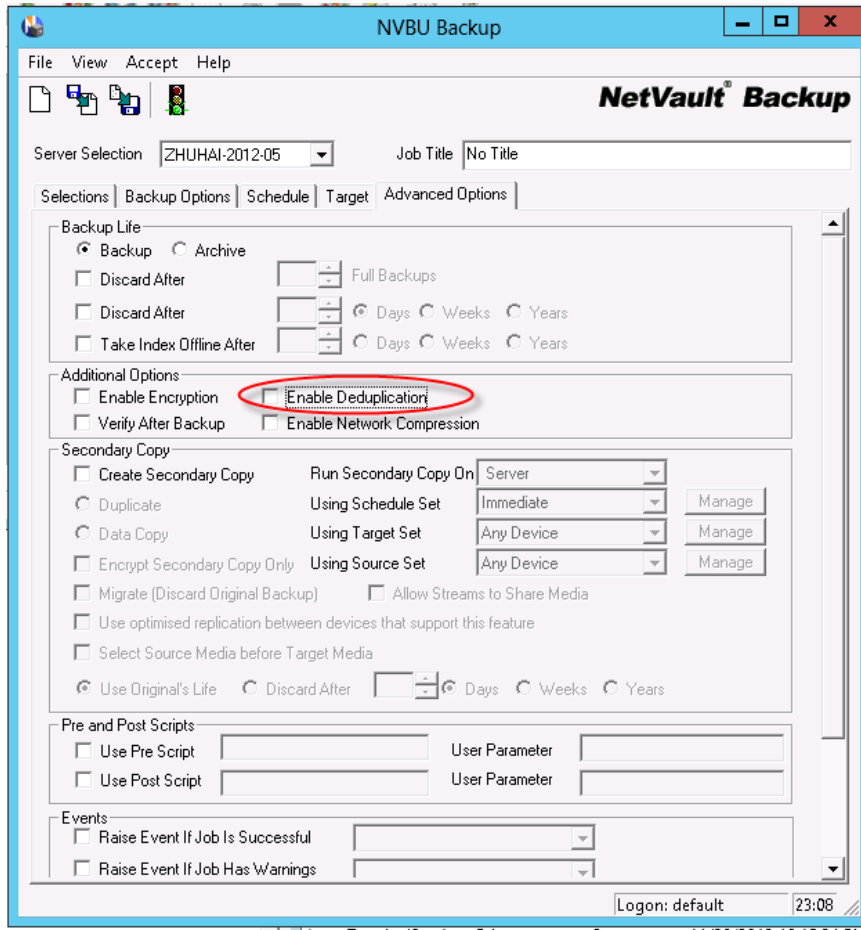 NVBU Backup
File View Accept Help
NetVault® Backup
Server Selection ZHUHAI-2012-05 Job Title No Title
Selections Backup Options Schedule Target Advanced Options
Backup Life
Backup Archive
Discard After Full Backups
Discard After Days Weeks Years
Take Index Offline After Days Weeks Years
Additional Options
Enable Encryption Enable Deduplication
Verify After Backup Enable Network Compression
Secondary Copy
Create Secondary Copy Run Secondary Copy On Server
Duplicate Using Schedule Set Immediate Manage
Data Copy Using Target Set Any Device Manage
Encrypt Secondary Copy Only Using Source Set Any Device Manage
Migrate (Discard Original Backup) Allow Streams to Share Media
Use optimised replication between devices that support this feature
Select Source Media before Target Media
Use Original's Life Discard After Days Weeks Years
Pre and Post Scripts
Use Pre Script User Parameter
Use Post Script User Parameter
Events
Raise Event If Job Is Successful
Raise Event If Job Has Warnings
Logon: default 23:08